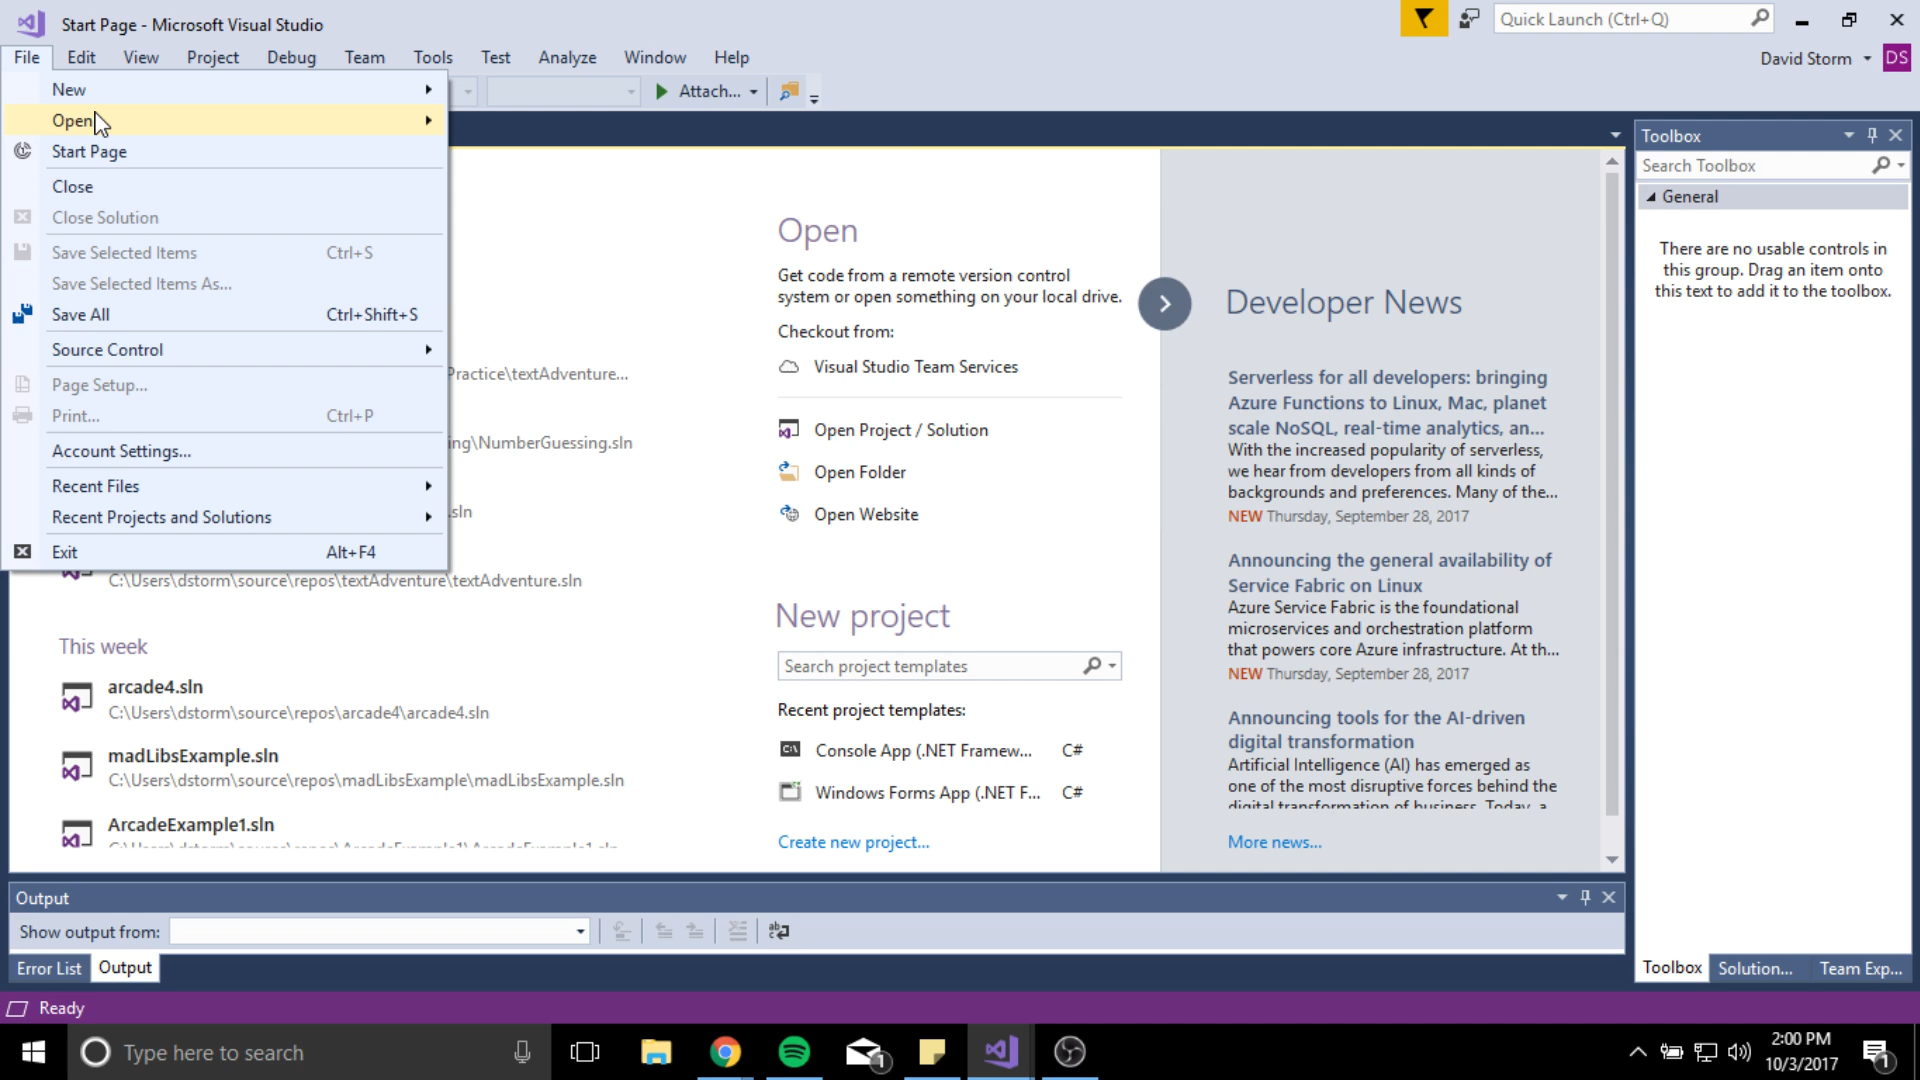 Start Page - Microsoft Visual Studio
Quick Launch (Ctrl+Q)
File Edit View Project Debug Team Tools Test Analyze Window Help
David Storm DS
Attach...
New
Open
Start Page
Close
Close Solution
Save Selected Items Ctrl+S
Save Selected Items As...
Save All Ctrl+Shift+S
Source Control
Page Setup...
Print... Ctrl+P
Account Settings...
Recent Files
Recent Projects and Solutions
Exit Alt+F4
Practice\textAdventure...
ing\NumberGuessing.sln
.sln
C:\Users\dstorm\source\repos\textAdventure\textAdventure.sln
This week
arcade4.sln
C:\Users\dstorm\source\repos\arcade4\arcade4.sln
madLibsExample.sln
C:\Users\dstorm\source\repos\madLibsExample\madLibsExample.sln
ArcadeExample1.sln
C:\Users\dstorm\source\repos\ArcadeExample1\ArcadeExample1.sln
Open
Get code from a remote version control
system or open something on your local drive.
Checkout from:
Visual Studio Team Services
Open Project / Solution
Open Folder
Open Website
New project
Search project templates
Recent project templates:
Console App (.NET Framew... C#
Windows Forms App (.NET F... C#
Create new project...
Developer News
Serverless for all developers: bringing
Azure Functions to Linux, Mac, planet
scale NoSQL, real-time analytics, an...
With the increased popularity of serverless,
we hear from developers from all kinds of
backgrounds and preferences. Many of the...
NEW Thursday, September 28, 2017
Announcing the general availability of
Service Fabric on Linux
Azure Service Fabric is the foundational
microservices and orchestration platform
that powers core Azure infrastructure. At th...
NEW Thursday, September 28, 2017
Announcing tools for the AI-driven
digital transformation
Artificial Intelligence (AI) has emerged as
one of the most disruptive forces behind the
digital transformation of business. Today, a
More news...
Toolbox
Search Toolbox
General
There are no usable controls in
this group. Drag an item onto
this text to add it to the toolbox.
Output
Show output from:
Error List Output
Toolbox Solution... Team Exp...
Ready
Type here to search
1
2:00 PM
10/3/2017
1